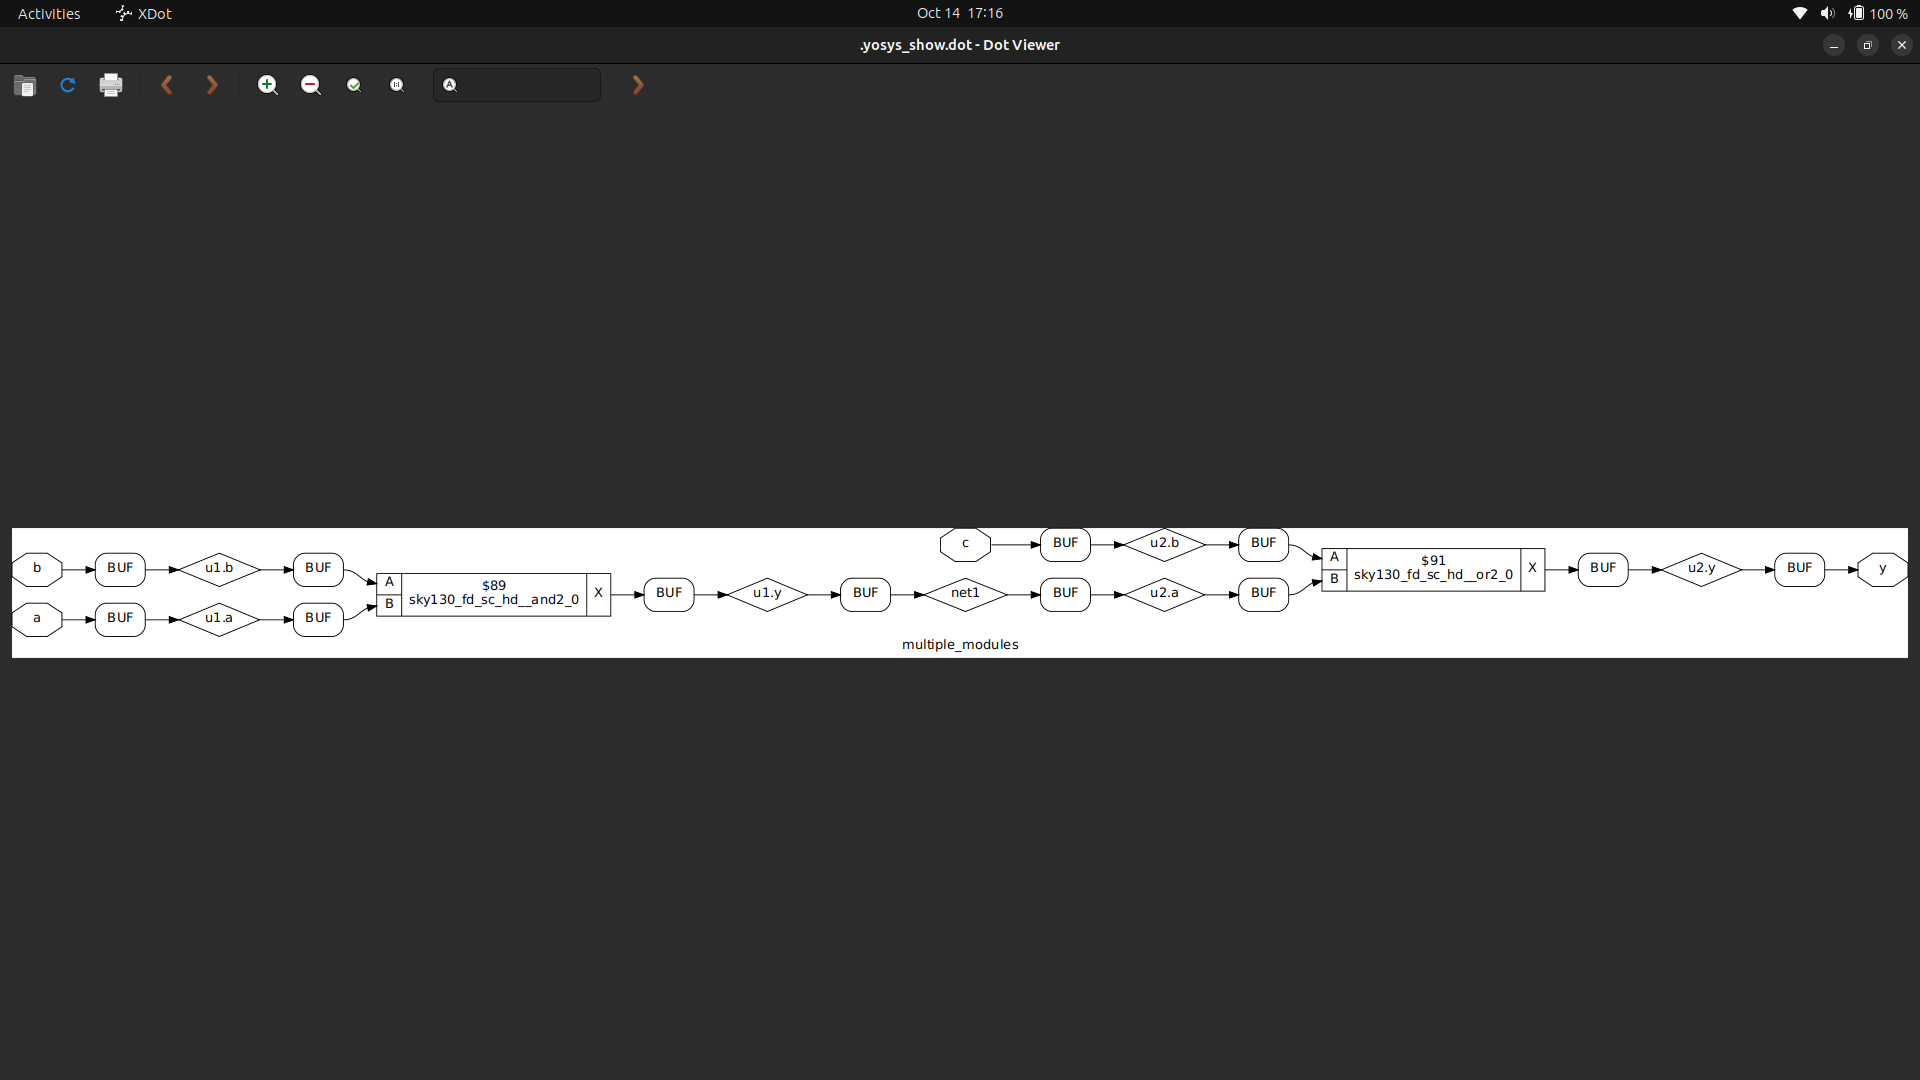 Activities XDot Oct 14 17:16 100 %
.yosys_show.dot - Dot Viewer
c BUF u2.b BUF
b BUF u1.b BUF
A $89 X
sky130_fd_sc_hd__and2_0
B
a BUF u1.a BUF
BUF u1.y BUF net1 BUF u2.a BUF
A $91 X
sky130_fd_sc_hd__or2_0
B
BUF u2.y BUF y
multiple_modules